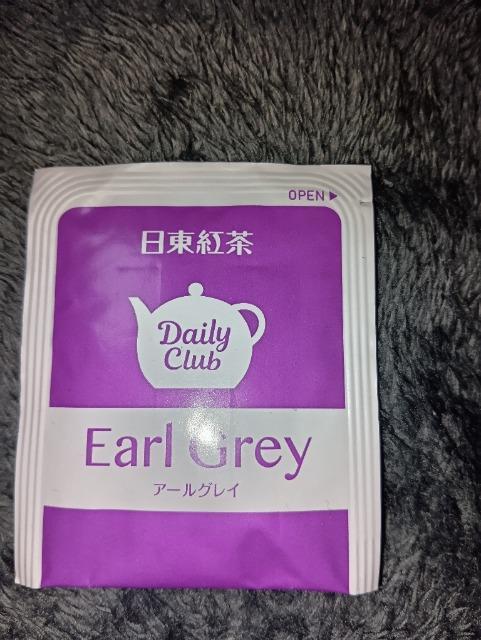 OPEN ▶
日東紅茶
Daily
Club
Earl Grey
アールグレイ